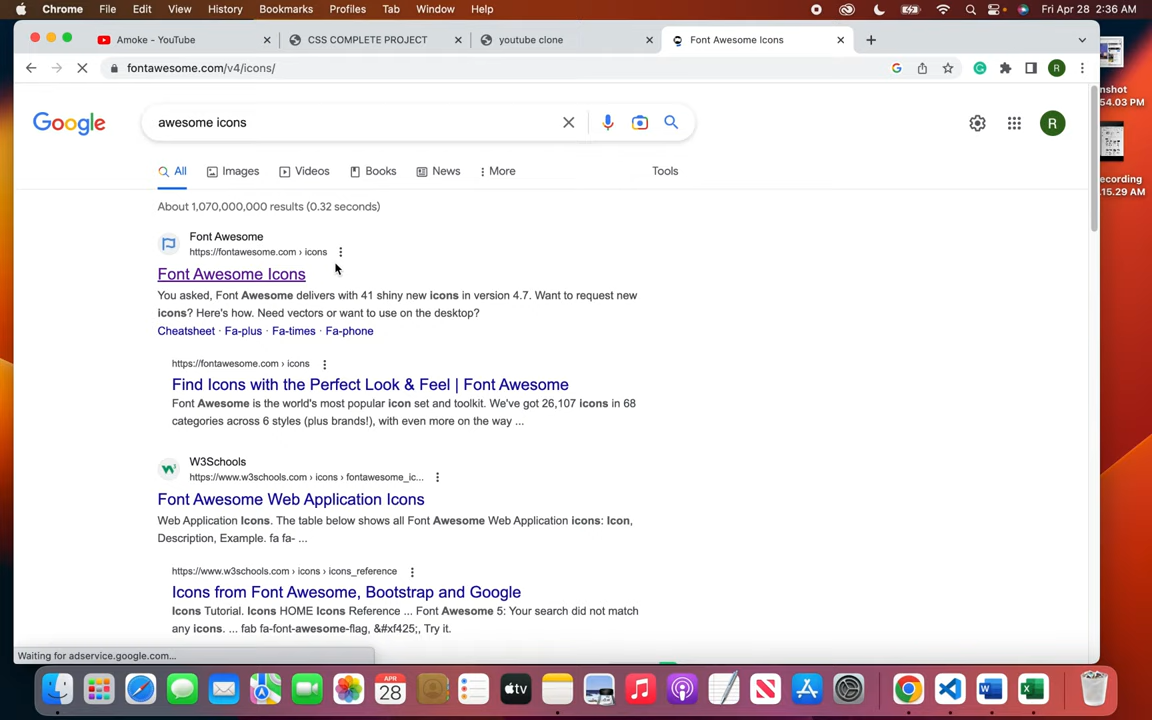 Chrome File Edit View History Bookmarks Profiles Tab Window Help Fri Apr 28 2:36 AM
Amoke - YouTube CSS COMPLETE PROJECT youtube clone Font Awesome Icons
fontawesome.com/v4/icons/ R
nshot
54.03 PM
Google awesome icons R
ecording
.15.29 AM
All Images Videos Books News More Tools
About 1,070,000,000 results (0.32 seconds)
Font Awesome
https://fontawesome.com › icons
Font Awesome Icons
You asked, Font Awesome delivers with 41 shiny new icons in version 4.7. Want to request new
icons? Here's how. Need vectors or want to use on the desktop?
Cheatsheet · Fa-plus · Fa-times · Fa-phone
https://fontawesome.com › icons
Find Icons with the Perfect Look & Feel | Font Awesome
Font Awesome is the world's most popular icon set and toolkit. We've got 26,107 icons in 68
categories across 6 styles (plus brands!), with even more on the way ...
W3Schools
https://www.w3schools.com › icons › fontawesome_ic...
Font Awesome Web Application Icons
Web Application Icons. The table below shows all Font Awesome Web Application icons: Icon,
Description, Example. fa fa- ...
https://www.w3schools.com › icons › icons_reference
Icons from Font Awesome, Bootstrap and Google
Icons Tutorial. Icons HOME Icons Reference ... Font Awesome 5: Your search did not match
any icons. ... fab fa-font-awesome-flag, &#xf425;, Try it.
Waiting for adservice.google.com...
APR
28
tv